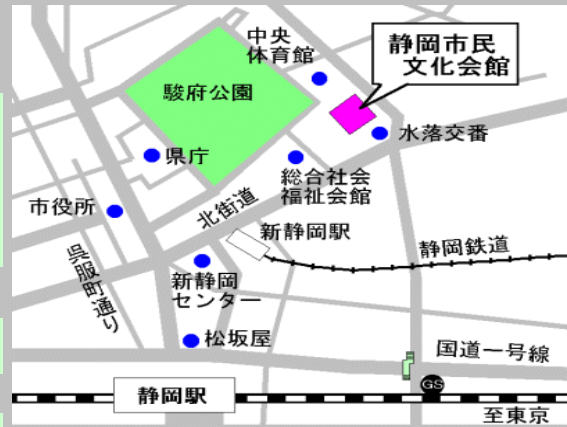 中央
体育館
静岡市民
文化会館
駿府公園
水落交番
県庁
総合社会
福祉会館
市役所
北街道
新静岡駅
静岡鉄道
呉服町通り
新静岡
センター
松坂屋
国道一号線
GS
静岡駅
至東京